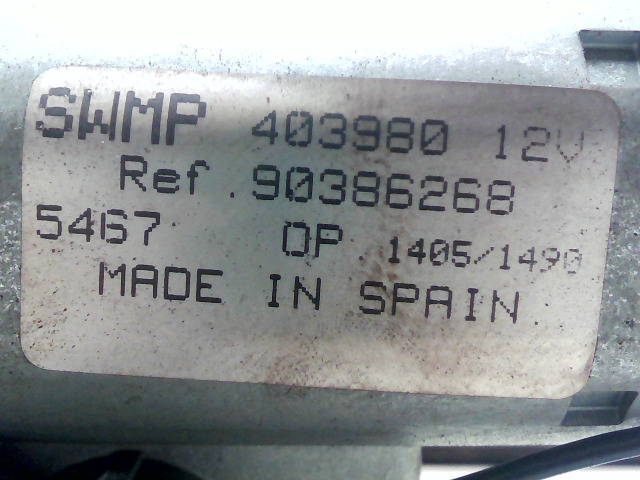 SWMP 403980 12V
Ref.90386268
5467 OP. 1405/1490
MADE IN SPAIN.